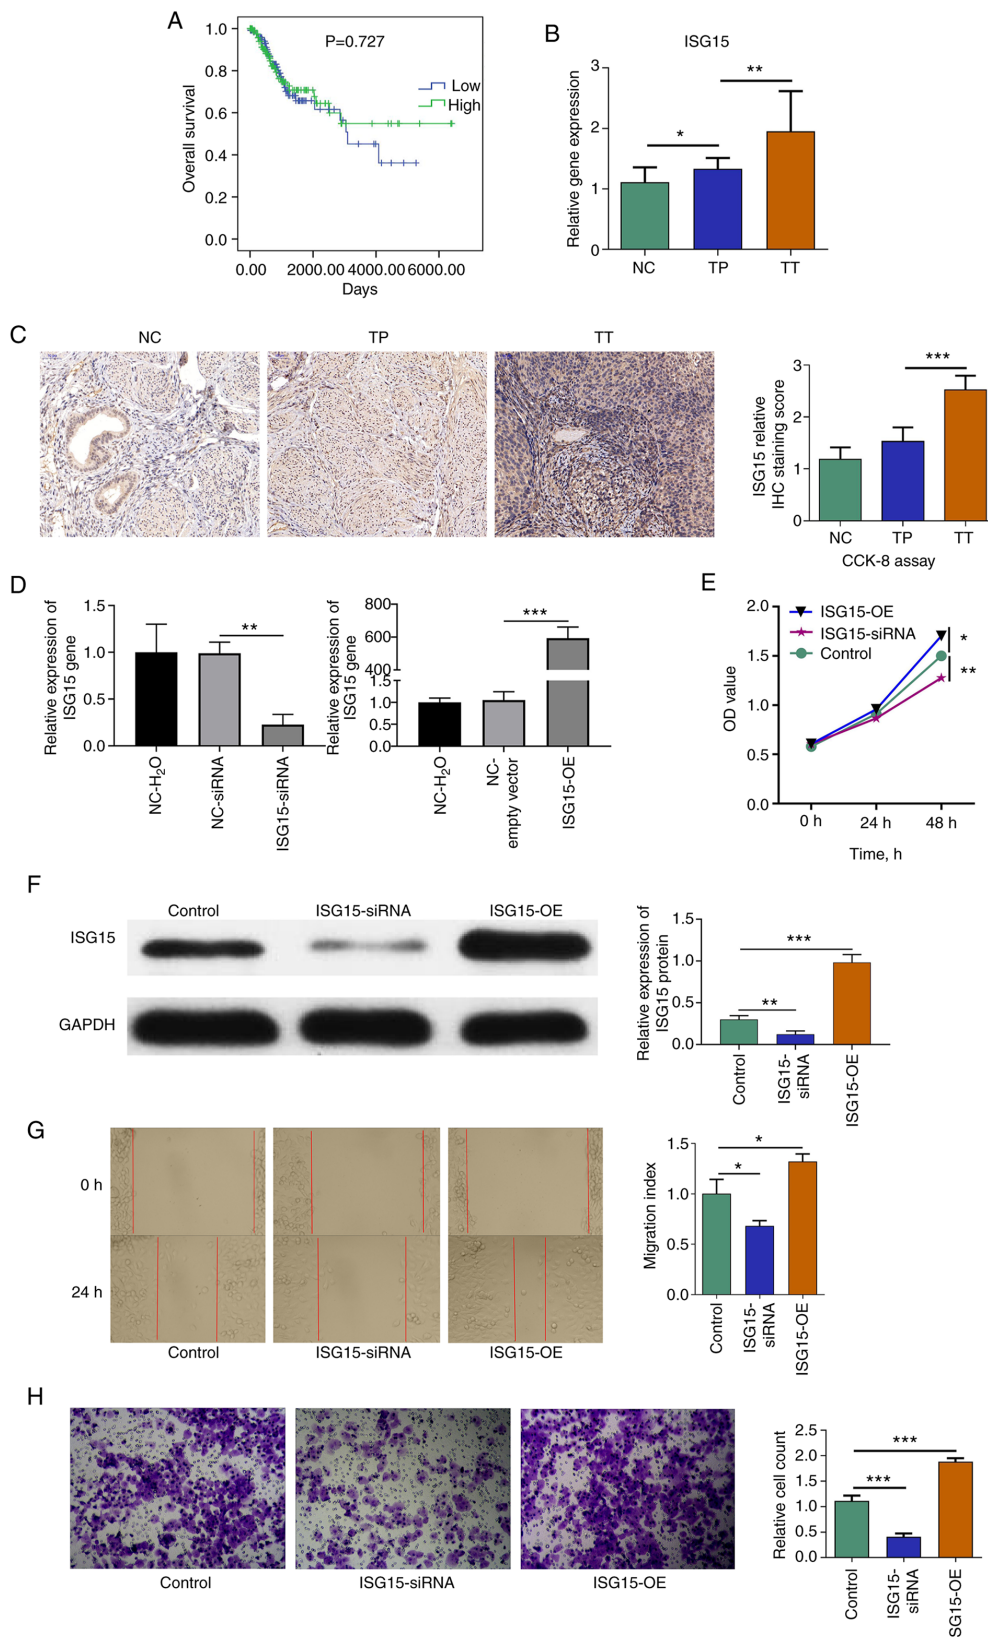 A
P=0.727
Low
High
Overall survival
1.0
0.8
0.6
0.4
0.2
0.0
0.00 2000.00 4000.00 6000.00
Days
B
ISG15
**
*
Relative gene expression
3
2
1
0
NC TP TT
C
NC TP TT
***
ISG15 relative
IHC staining score
3
2
1
0
NC TP TT
CCK-8 assay
D
Relative expression of
ISG15 gene
1.5
1.0
0.5
0.0
**
NC-H2O
NC-siRNA
ISG15-siRNA
Relative expression of
ISG15 gene
800
600
400
1.5
1.0
0.5
0.0
***
NC-H2O
NC-
empty vector
ISG15-OE
E
ISG15-OE
ISG15-siRNA
Control
OD value
2.0
1.5
1.0
0.5
0.0
*
**
0 h 24 h 48 h
Time, h
F
Control ISG15-siRNA ISG15-OE
ISG15
GAPDH
Relative expression of
ISG15 protein
1.5
1.0
0.5
0.0
***
**
Control
ISG15-
siRNA
ISG15-OE
G
0 h
24 h
Control ISG15-siRNA ISG15-OE
Migration index
1.5
1.0
0.5
0.0
*
*
Control
ISG15-
siRNA
ISG15-OE
H
Control ISG15-siRNA ISG15-OE
Relative cell count
2.5
2.0
1.5
1.0
0.5
0.0
***
***
Control
ISG15-
siRNA
SG15-OE